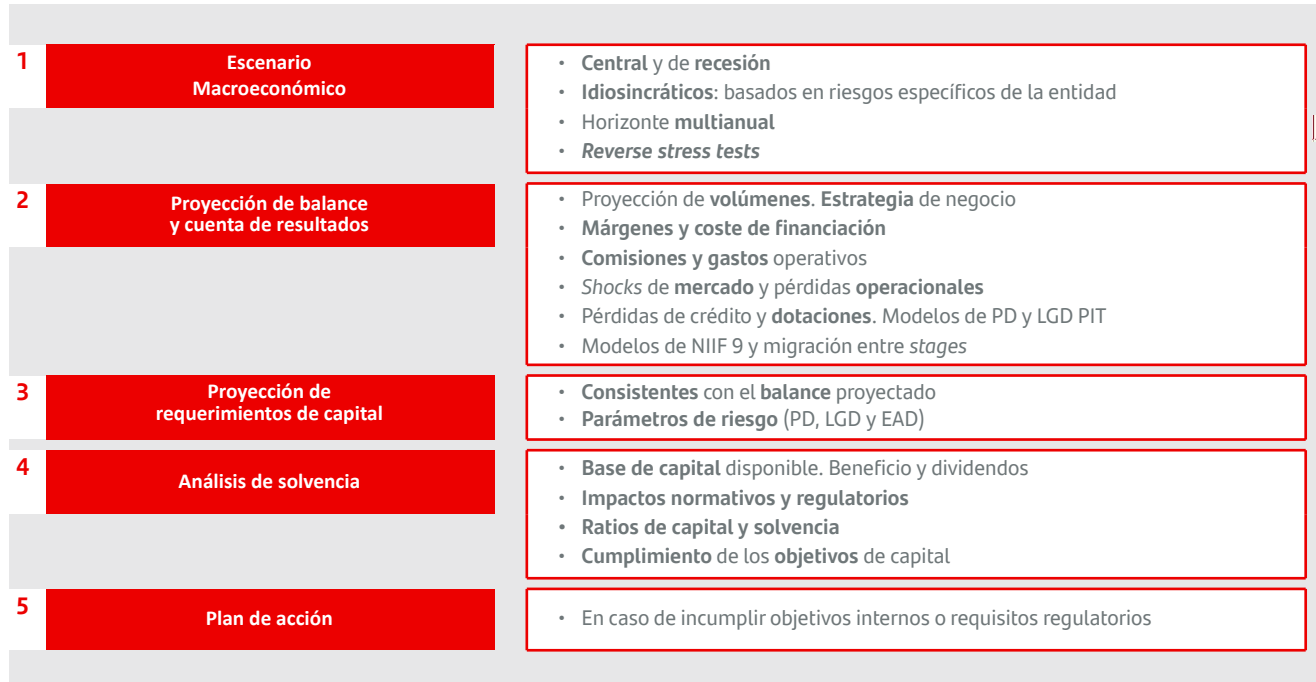 1
Escenario
Macroeconómico
• Central y de recesión
• Idiosincráticos: basados en riesgos específicos de la entidad
• Horizonte multianual
• Reverse stress tests
2
Proyección de balance
y cuenta de resultados
• Proyección de volúmenes. Estrategia de negocio
• Márgenes y coste de financiación
• Comisiones y gastos operativos
• Shocks de mercado y pérdidas operacionales
• Pérdidas de crédito y dotaciones. Modelos de PD y LGD PIT
• Modelos de NIIF 9 y migración entre stages
3
Proyección de
requerimientos de capital
• Consistentes con el balance proyectado
• Parámetros de riesgo (PD, LGD y EAD)
4
Análisis de solvencia
• Base de capital disponible. Beneficio y dividendos
• Impactos normativos y regulatorios
• Ratios de capital y solvencia
• Cumplimiento de los objetivos de capital
5
Plan de acción
• En caso de incumplir objetivos internos o requisitos regulatorios